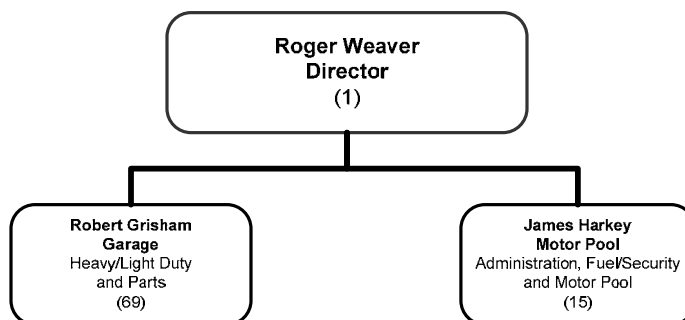 Roger Weaver
Director
(1)
Robert Grisham
Garage
Heavy/Light Duty
and Parts
(69)
James Harkey
Motor Pool
Administration, Fuel/Security
and Motor Pool
(15)